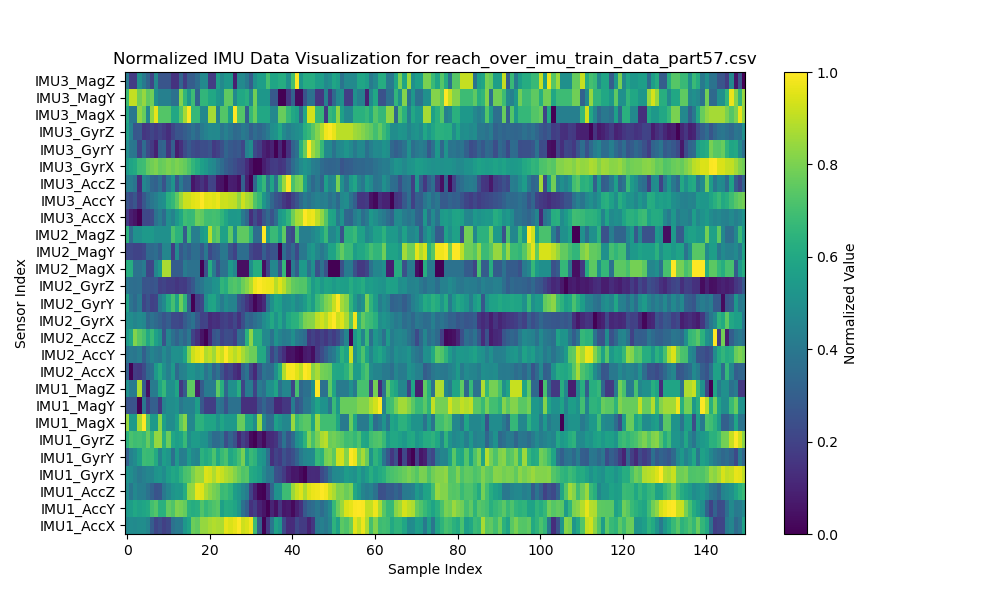 Normalized IMU Data Visualization for reach_over_imu_train_data_part57.csv
IMU3_MagZ
IMU3_MagY
IMU3_MagX
IMU3_GyrZ
IMU3_GyrY
IMU3_GyrX
IMU3_AccZ
IMU3_AccY
IMU3_AccX
IMU2_MagZ
IMU2_MagY
IMU2_MagX
IMU2_GyrZ
IMU2_GyrY
IMU2_GyrX
IMU2_AccZ
IMU2_AccY
IMU2_AccX
IMU1_MagZ
IMU1_MagY
IMU1_MagX
IMU1_GyrZ
IMU1_GyrY
IMU1_GyrX
IMU1_AccZ
IMU1_AccY
IMU1_AccX
Sensor Index
0 20 40 60 80 100 120 140
Sample Index
1.0
0.8
0.6
0.4
0.2
0.0
Normalized Value